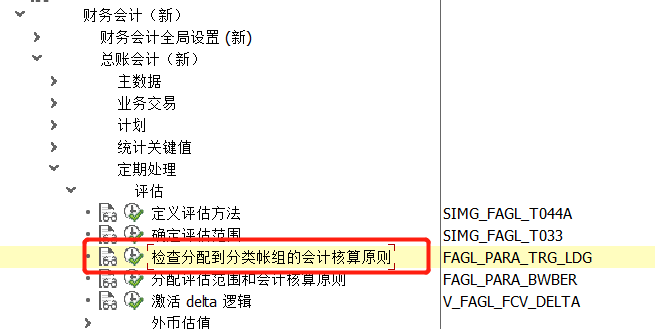 财务会计（新）
财务会计全局设置 (新)
总账会计（新）
主数据
业务交易
计划
统计关键值
定期处理
评估
定义评估方法 SIMG_FAGL_T044A
确定评估范围 SIMG_FAGL_T033
检查分配到分类帐组的会计核算原则 FAGL_PARA_TRG_LDG
分配评估范围和会计核算原则 FAGL_PARA_BWBER
激活 delta 逻辑 V_FAGL_FCV_DELTA
外币估值